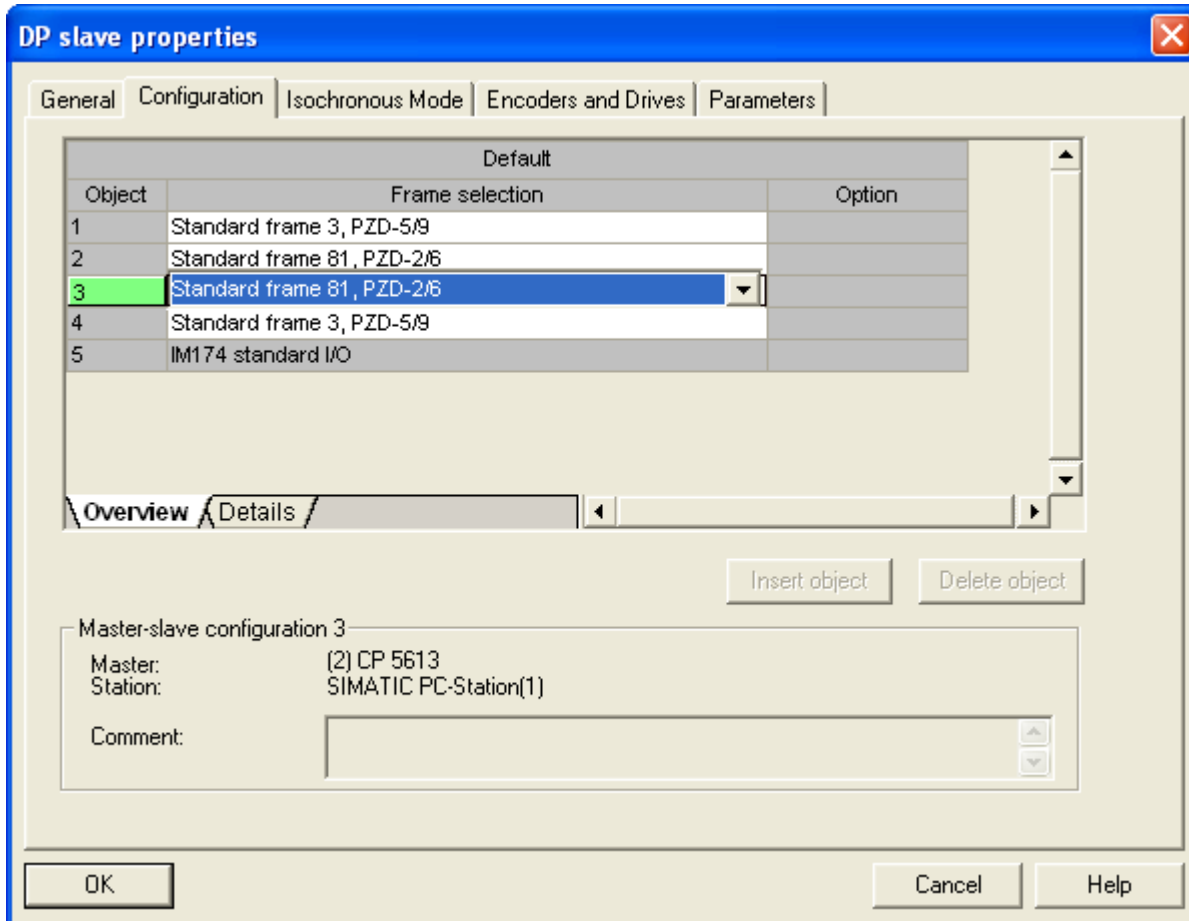 DP slave properties
General Configuration Isochronous Mode Encoders and Drives Parameters
Default
Object Frame selection Option
1 Standard frame 3, PZD-5/9
2 Standard frame 81, PZD-2/6
3 Standard frame 81, PZD-2/6
4 Standard frame 3, PZD-5/9
5 IM174 standard I/O
Overview Details
Insert object Delete object
Master-slave configuration 3
Master: (2) CP 5613
Station: SIMATIC PC-Station(1)
Comment:
OK Cancel Help